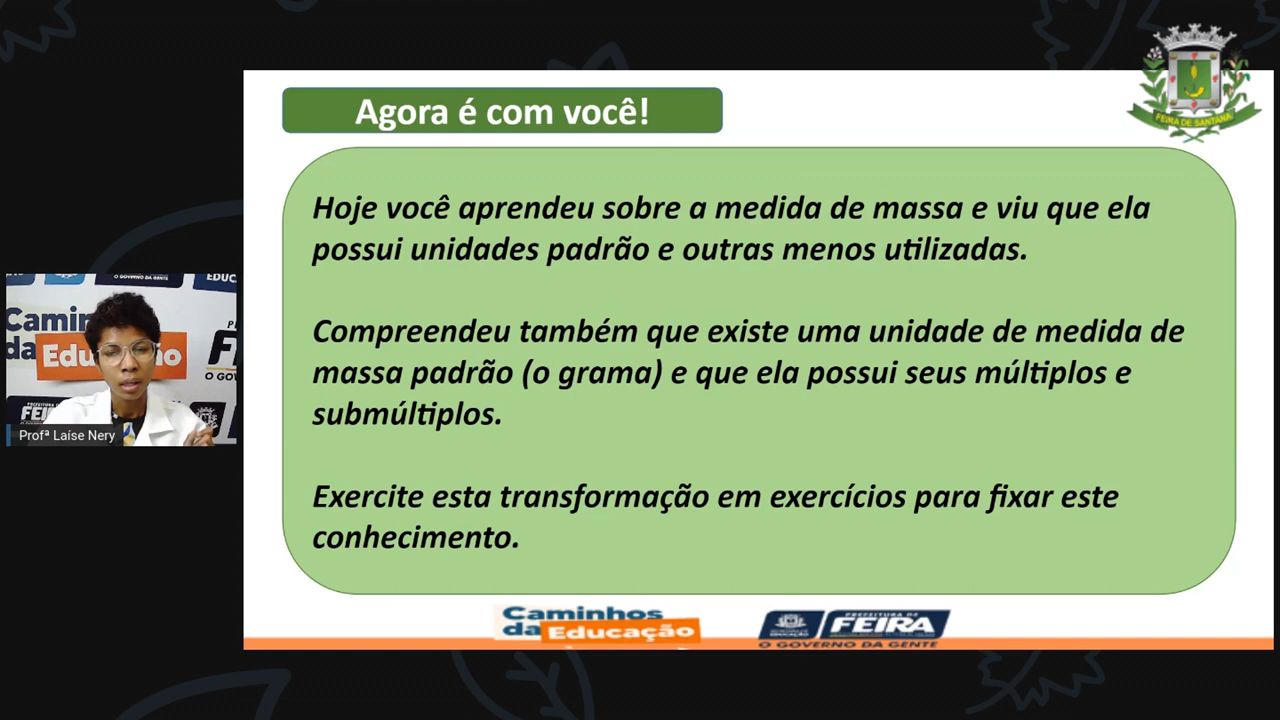 Agora é com você!
FEIRA DE SANTANA
Hoje você aprendeu sobre a medida de massa e viu que ela
possui unidades padrão e outras menos utilizadas.
Compreendeu também que existe uma unidade de medida de
massa padrão (o grama) e que ela possui seus múltiplos e
submúltiplos.
Exercite esta transformação em exercícios para fixar este
conhecimento.
Profª Laíse Nery
Caminhos
da Educação
PREFEITURA DE
FEIRA
O GOVERNO DA GENTE